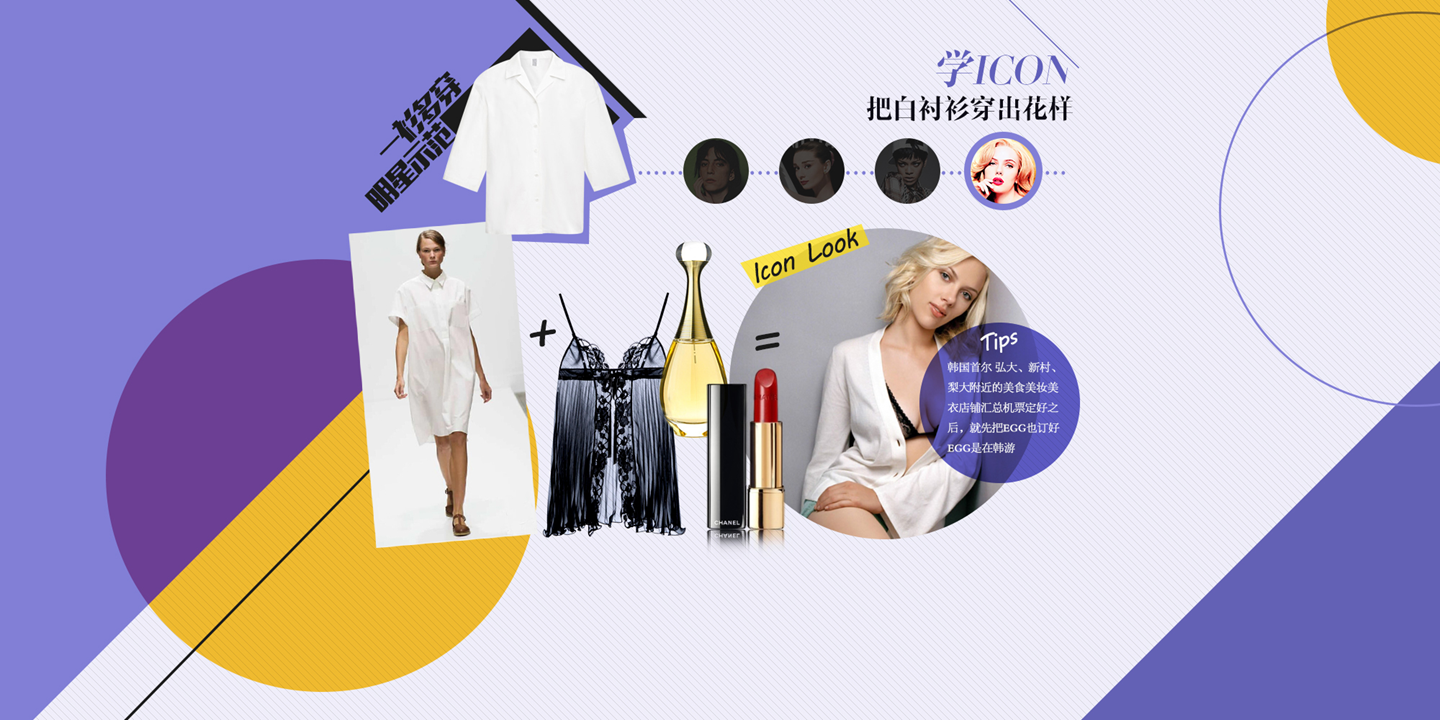 学ICON
把白衬衫穿出花样
一衫多穿
明星示范
Icon Look
+
=
Tips
韩国首尔 弘大、新村、
梨大附近的美食美妆美
衣店铺汇总机票定好之
后，就先把EGG也订好
EGG是在韩游
CHANEL